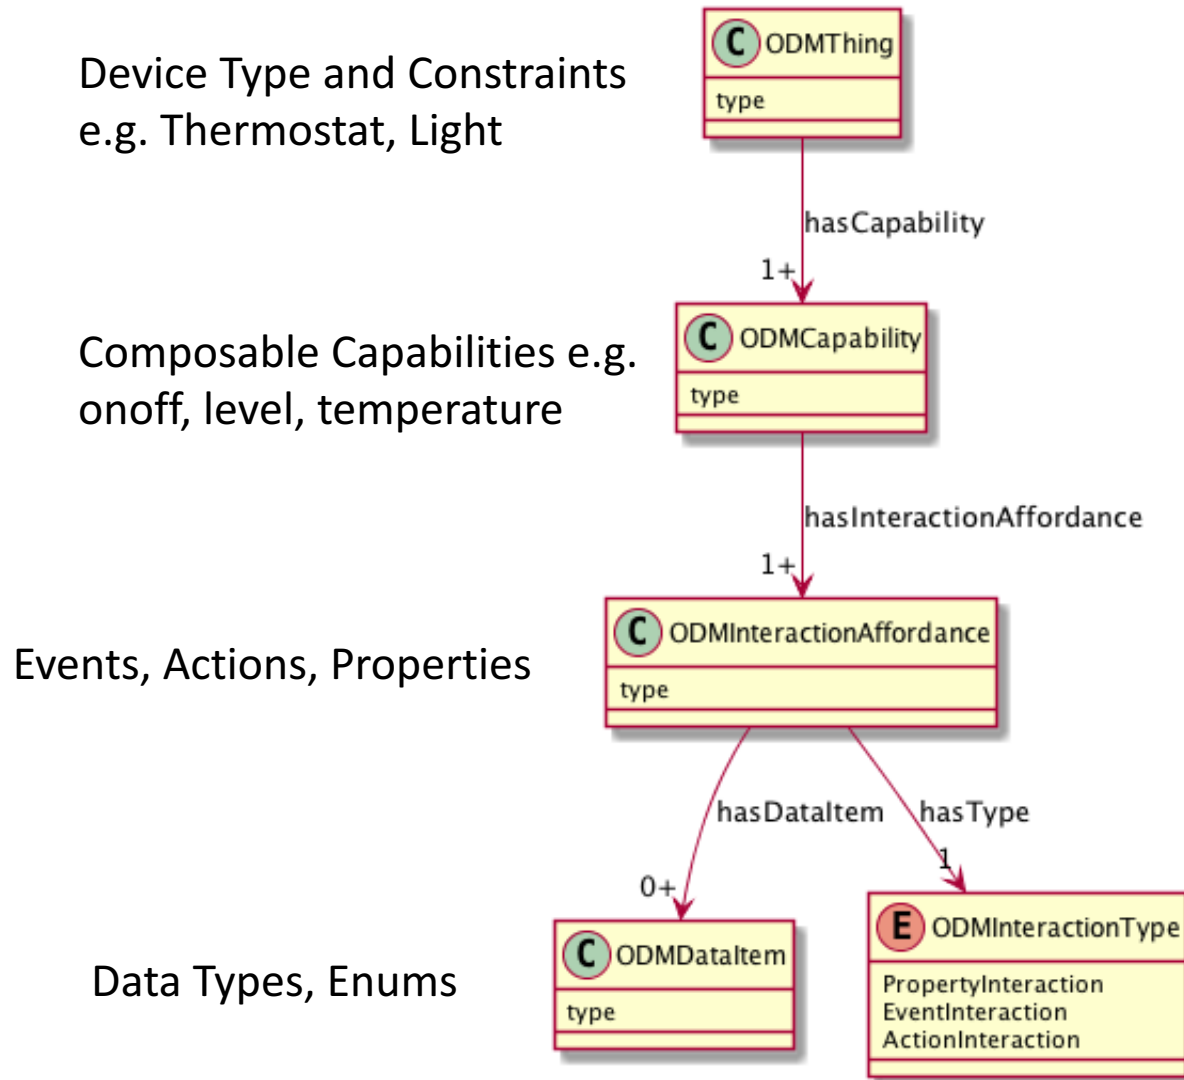 C ODMThing
Device Type and Constraints
type
e.g. Thermostat, Light
hasCapability
1+
C ODMCapability
Composable Capabilities e.g.
type
onoff, level, temperature
hasInteractionAffordance
1+
C ODMInteractionAffordance
Events, Actions, Properties
type
hasDataItem
hasType
1
0+
E ODMInteractionType
C ODMDataItem
Data Types, Enums
PropertyInteraction
type
EventInteraction
ActionInteraction